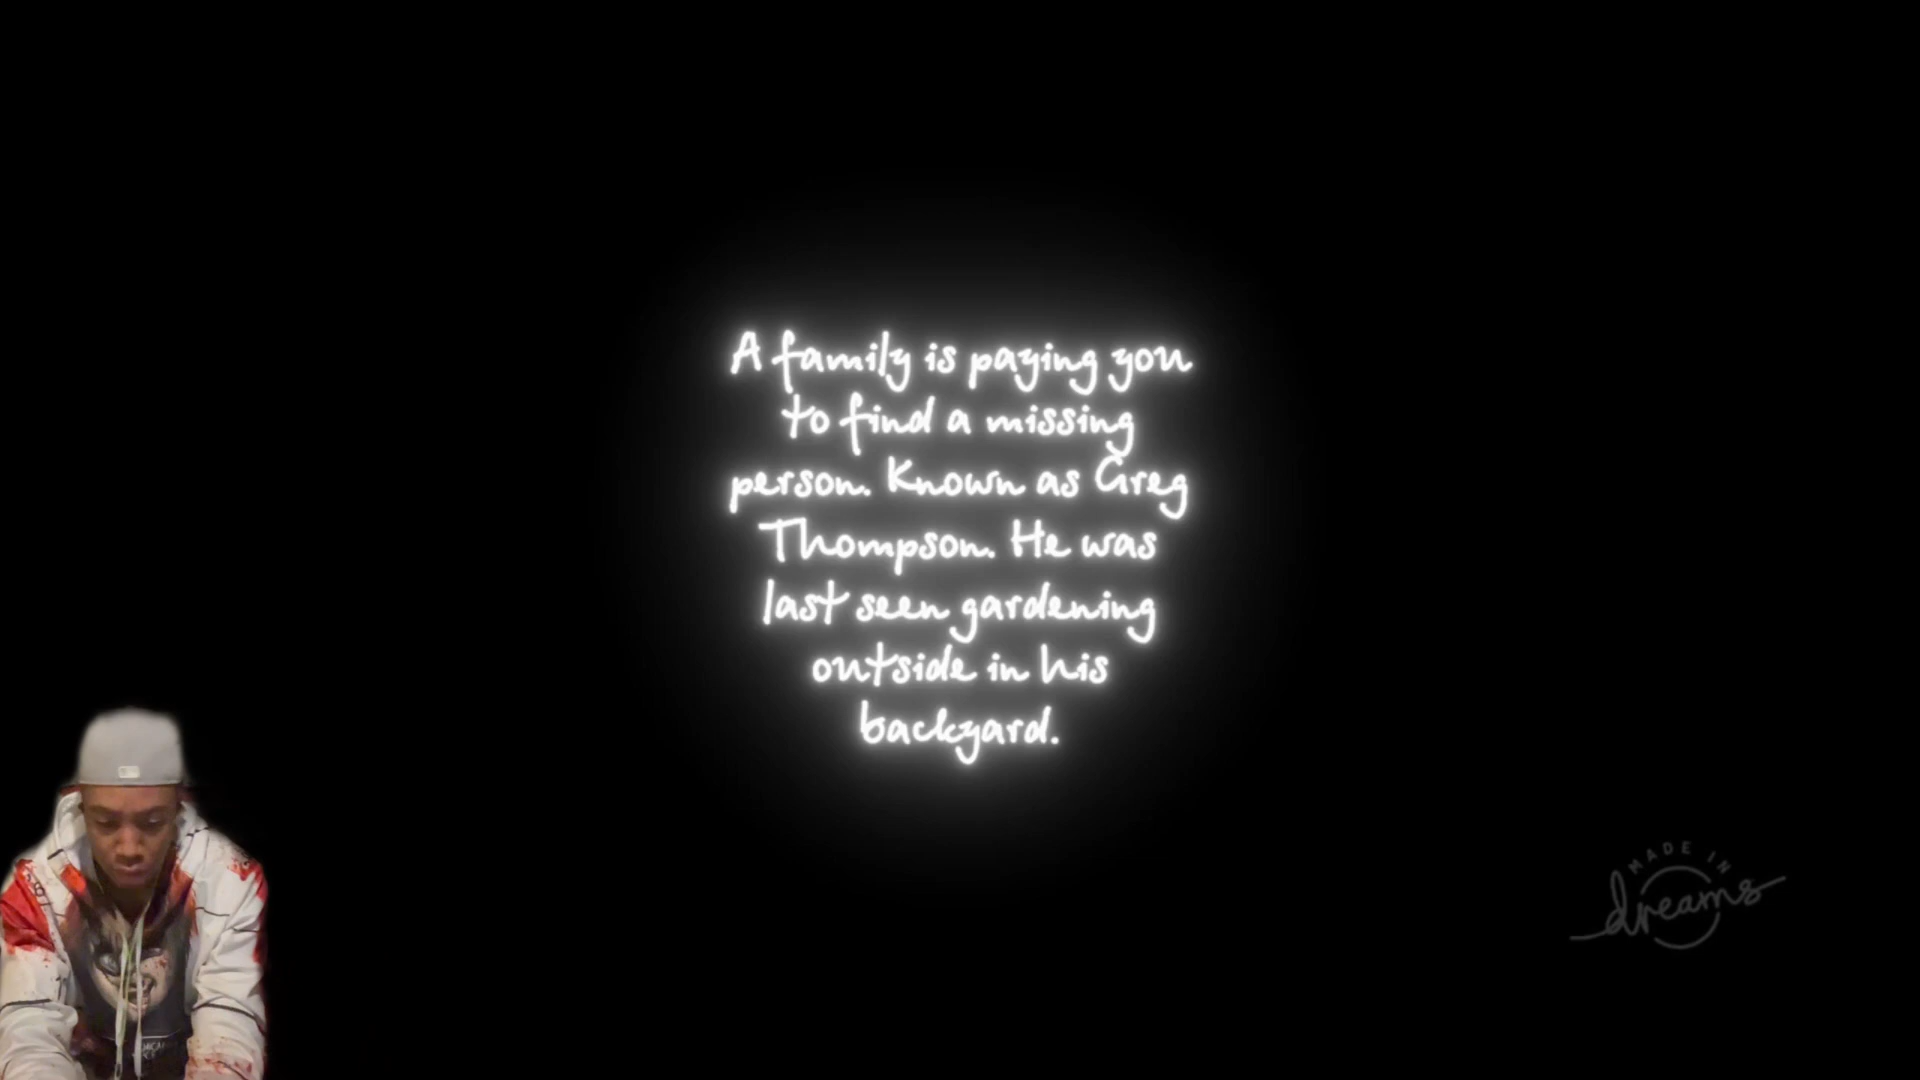 A family is paying you
to find a missing
person. Known as Greg
Thompson. He was
last seen gardening
outside in his
backyard.
MADE IN
dreams